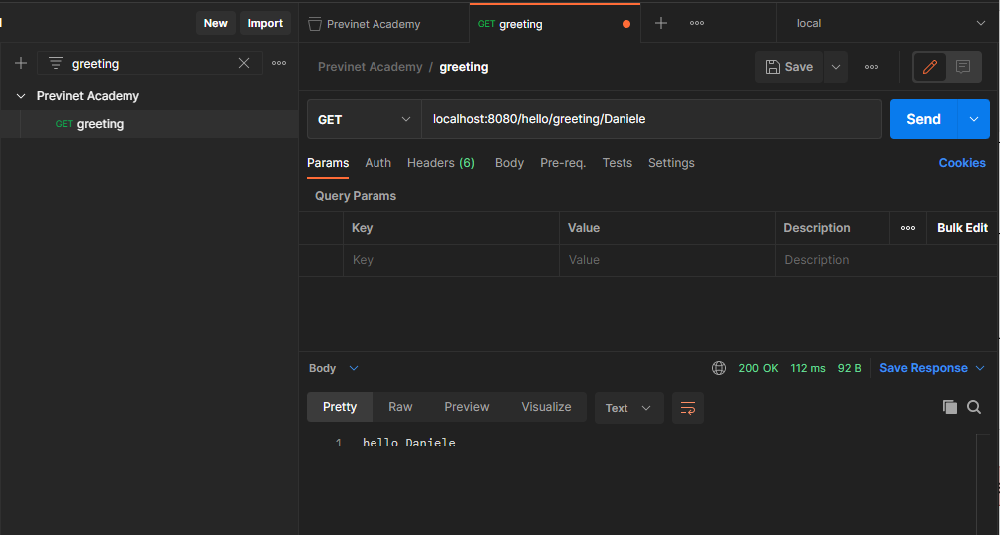 New Import
Previnet Academy
GET greeting
local
greeting
Previnet Academy / greeting
Save
Previnet Academy
GET greeting
GET
localhost:8080/hello/greeting/Daniele
Send
Params Auth Headers (6) Body Pre-req. Tests Settings Cookies
Query Params
Key Value Description Bulk Edit
Key Value Description
Body 200 OK 112 ms 92 B Save Response
Pretty Raw Preview Visualize Text
1 hello Daniele